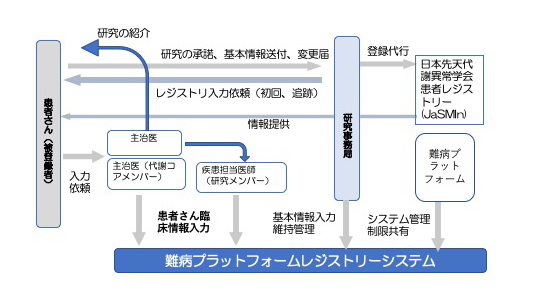 研究の紹介
研究の承諾、基本情報送付、変更届
登録代行
レジストリ入力依頼（初回、追跡）
日本先天代
謝異常学会
患者レジス
トリー
(JaSMIn)
情報提供
患者さん（被登録者）
研究事務局
主治医
主治医（代謝コ
アメンバー）
疾患担当医師
（研究メンバー）
難病プ
ラット
フォーム
入力
依頼
患者さん臨
床情報入力
基本情報入力
維持管理
システム管理
制限共有
難病プラットフォームレジストリーシステム